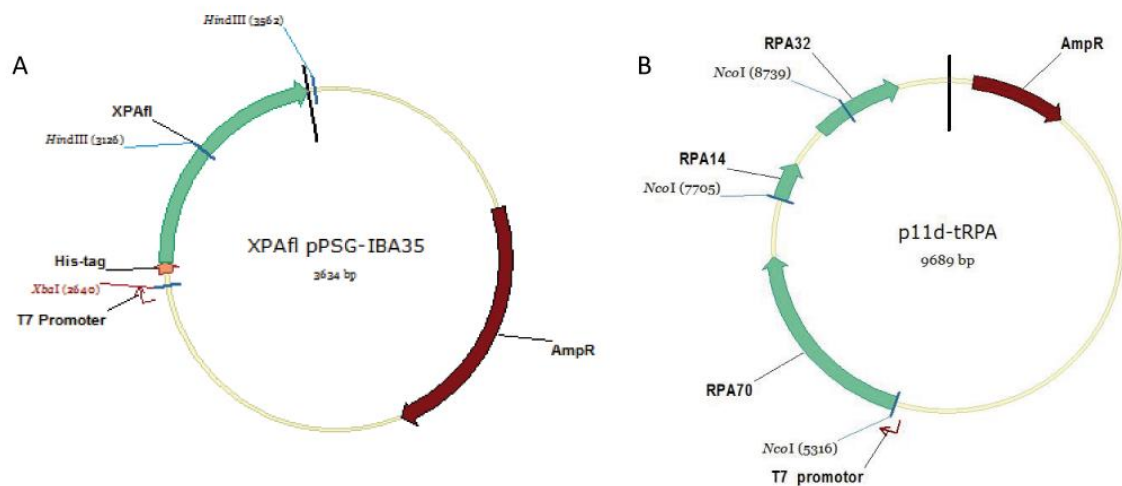 A
HindIII (3562)
XPAfl
HindIII (3126)
XPAfl pPSG-IBA35
3634 bp
His-tag
XbaI (2640)
T7 Promoter
AmpR
B
RPA32
AmpR
NcoI (8739)
RPA14
NcoI (7705)
p11d-tRPA
9689 bp
RPA70
NcoI (5316)
T7 promotor